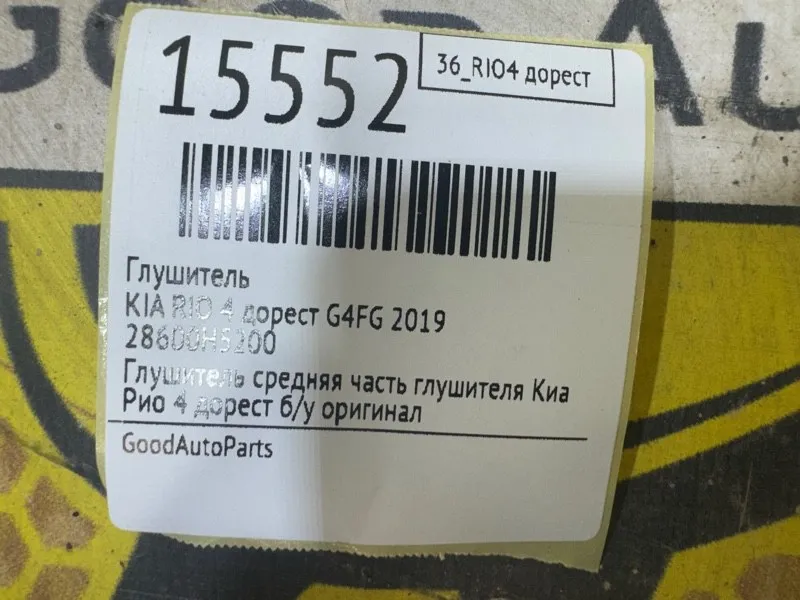 15552
36_RIO4 дорест
Глушитель
KIA RIO 4 дорест G4FG 2019
28600H5200
Глушитель средняя часть глушителя Киа
Рио 4 дорест б/у оригинал
GoodAutoParts